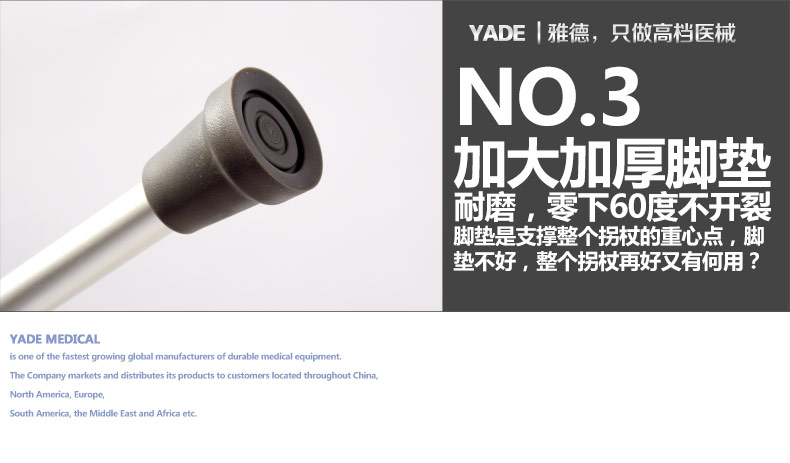 YADE | 雅德，只做高档医械
NO.3
加大加厚脚垫
耐磨，零下60度不开裂
脚垫是支撑整个拐杖的重心点，脚
垫不好，整个拐杖再好又有何用？
YADE MEDICAL
is one of the fastest growing global manufacturers of durable medical equipment.
The Company markets and distributes its products to customers located throughout China,
North America, Europe,
South America, the Middle East and Africa etc.